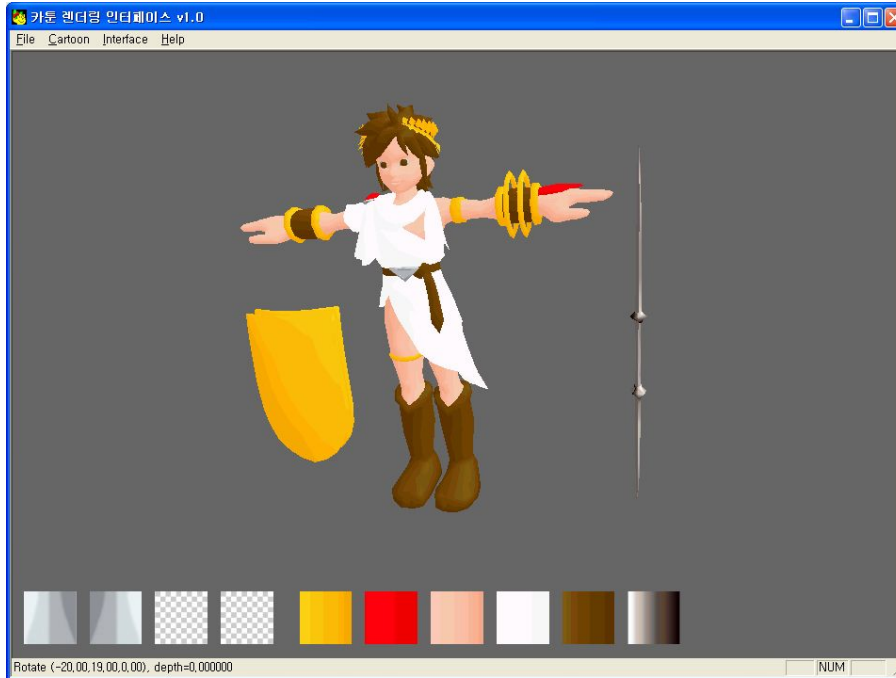 카툰 렌더링 인터페이스 v1.0
File Cartoon Interface Help
Rotate (-20,00,19,00,0,00), depth=0,000000 NUM